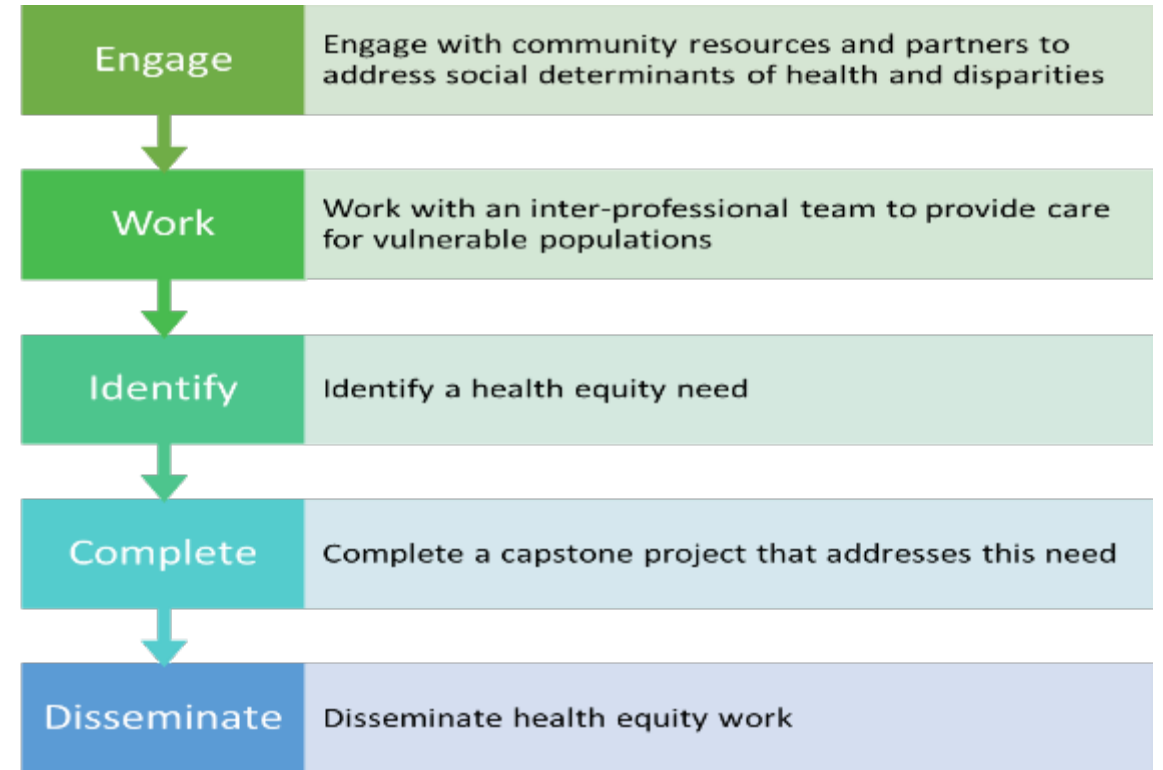 Engage
Engage with community resources and partners to
address social determinants of health and disparities
Work
Work with an inter-professional team to provide care
for vulnerable populations
Identify
Identify a health equity need
Complete
Complete a capstone project that addresses this need
Disseminate
Disseminate health equity work